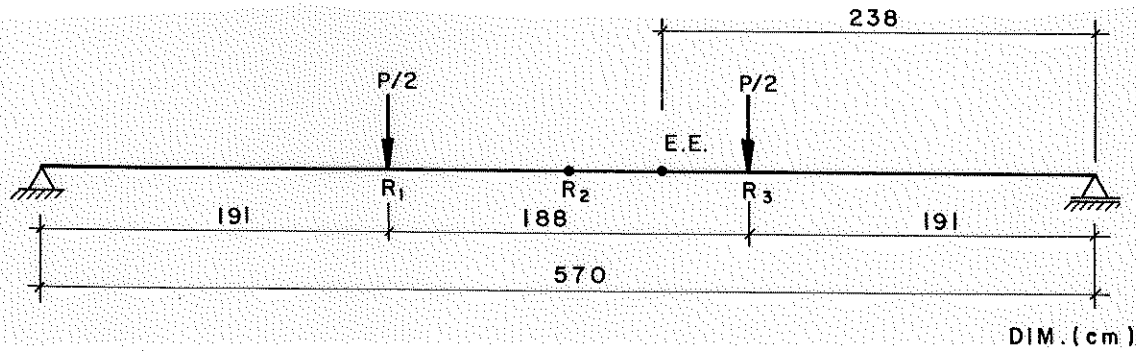 238
P/2
P/2
E.E.
R₁
R₂
R₃
191
188
191
570
DIM.(cm)